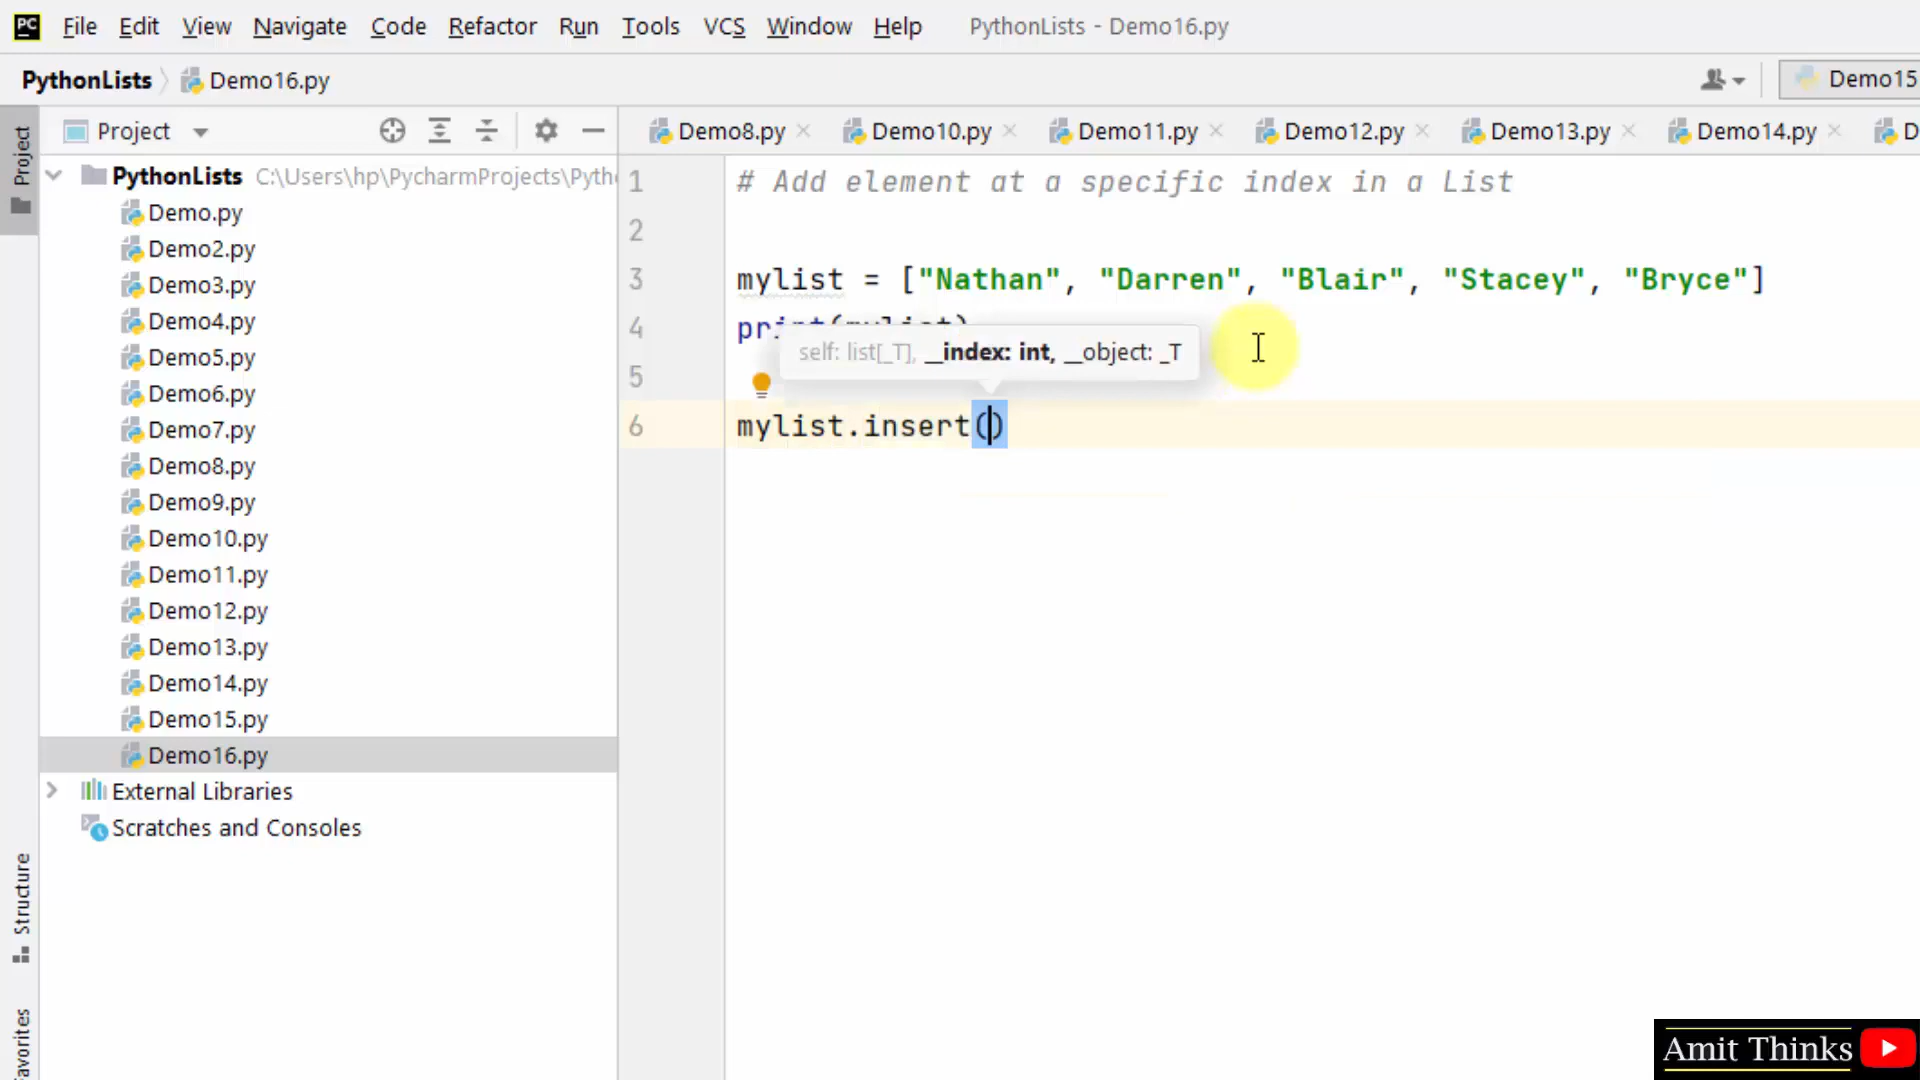 PC File Edit View Navigate Code Refactor Run Tools VCS Window Help PythonLists - Demo16.py
PythonLists Demo16.py Demo15
Project
Project
Demo8.py Demo10.py Demo11.py Demo12.py Demo13.py Demo14.py D
PythonLists C:\Users\hp\PycharmProjects\Pyth
Demo.py
Demo2.py
Demo3.py
Demo4.py
Demo5.py
Demo6.py
Demo7.py
Demo8.py
Demo9.py
Demo10.py
Demo11.py
Demo12.py
Demo13.py
Demo14.py
Demo15.py
Demo16.py
External Libraries
Scratches and Consoles
Structure
avorites
1 # Add element at a specific index in a List
2
3 mylist = ["Nathan", "Darren", "Blair", "Stacey", "Bryce"]
4 print(mylist)
self: list[_T], __index: int, __object: _T
5
6 mylist.insert()
Amit Thinks